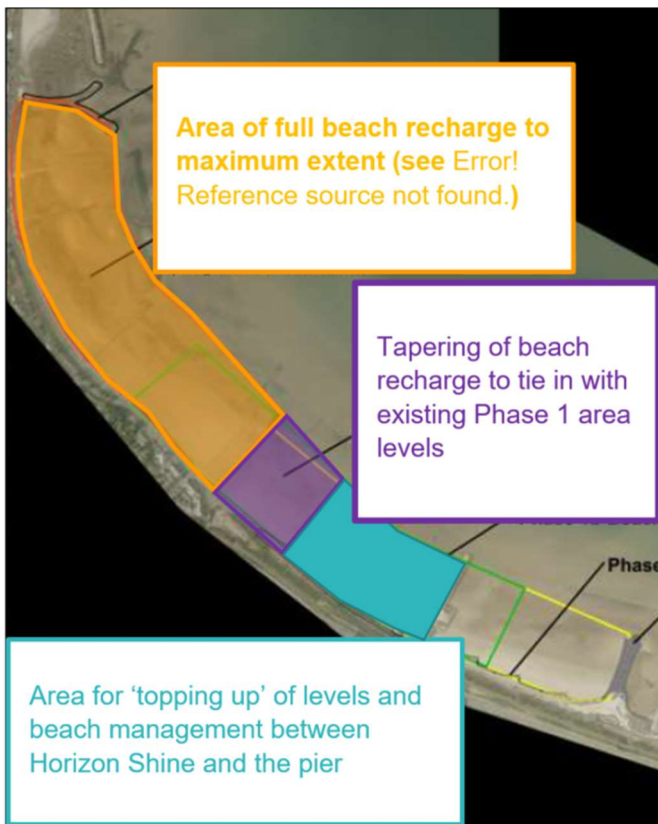 Area of full beach recharge to
maximum extent (see Error!
Reference source not found.)
Tapering of beach
recharge to tie in with
existing Phase 1 area
levels
Phase
Area for ‘topping up’ of levels and
beach management between
Horizon Shine and the pier